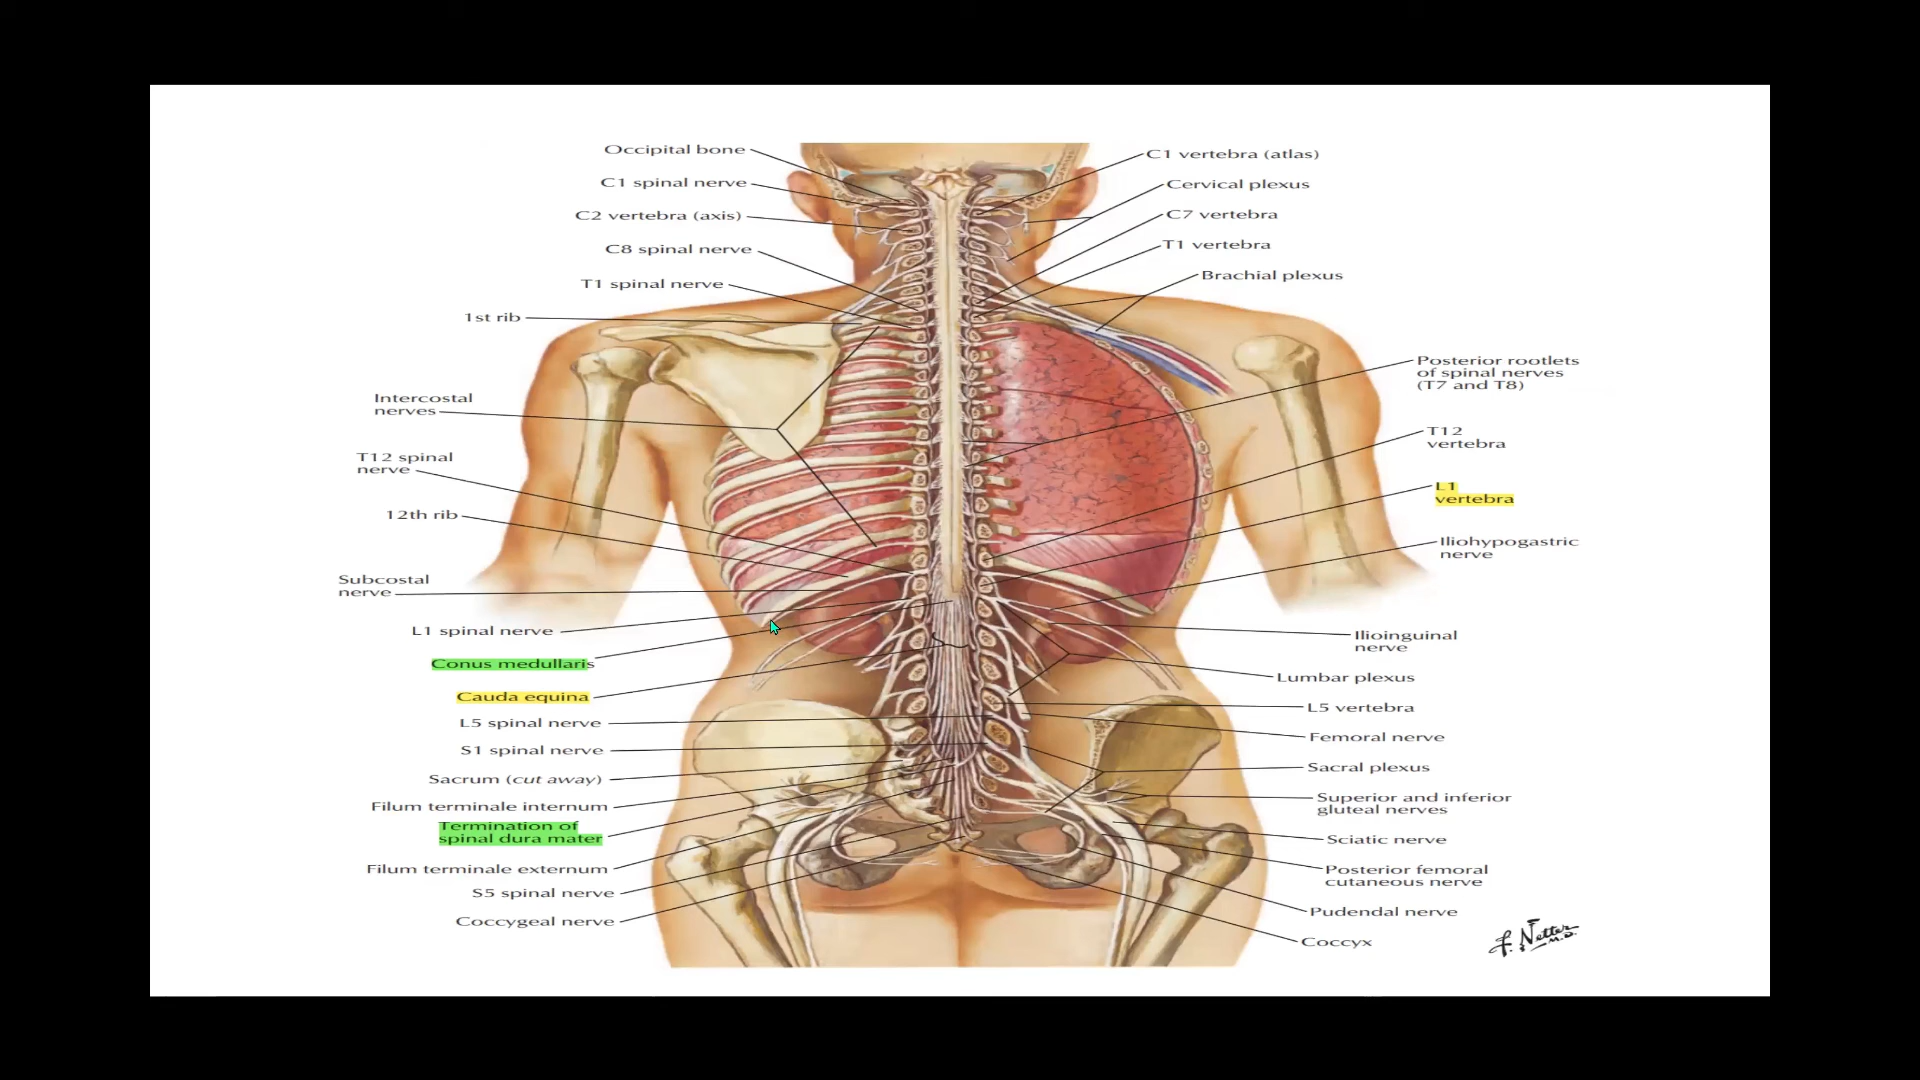 Occipital bone
C1 spinal nerve
C2 vertebra (axis)
C8 spinal nerve
T1 spinal nerve
1st rib
Intercostal
nerves
T12 spinal
nerve
12th rib
Subcostal
nerve
L1 spinal nerve
Conus medullaris
Cauda equina
L5 spinal nerve
S1 spinal nerve
Sacrum (cut away)
Filum terminale internum
Termination of
spinal dura mater
Filum terminale externum
S5 spinal nerve
Coccygeal nerve
C1 vertebra (atlas)
Cervical plexus
C7 vertebra
T1 vertebra
Brachial plexus
Posterior rootlets
of spinal nerves
(T7 and T8)
T12
vertebra
L1
vertebra
Iliohypogastric
nerve
Ilioinguinal
nerve
Lumbar plexus
L5 vertebra
Femoral nerve
Sacral plexus
Superior and inferior
gluteal nerves
Sciatic nerve
Posterior femoral
cutaneous nerve
Pudendal nerve
Coccyx
F. Netter
M.D.